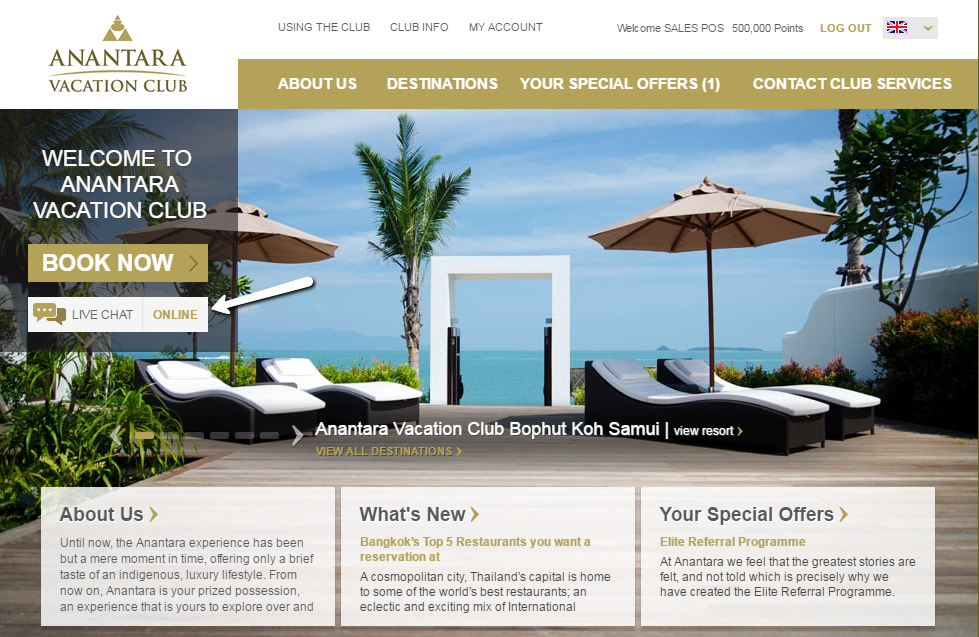 USING THE CLUB CLUB INFO MY ACCOUNT Welcome SALES POS 500,000 Points LOG OUT
ANANTARA
VACATION CLUB
ABOUT US DESTINATIONS YOUR SPECIAL OFFERS (1) CONTACT CLUB SERVICES
WELCOME TO
ANANTARA
VACATION CLUB
BOOK NOW
LIVE CHAT ONLINE
Anantara Vacation Club Bophut Koh Samui | view resort
VIEW ALL DESTINATIONS
About Us
Until now, the Anantara experience has been
but a mere moment in time, offering only a brief
taste of an indigenous, luxury lifestyle. From
now on, Anantara is your prized possession,
an experience that is yours to explore over and
What's New
Bangkok's Top 5 Restaurants you want a
reservation at
A cosmopolitan city, Thailand's capital is home
to some of the world's best restaurants; an
eclectic and exciting mix of International
Your Special Offers
Elite Referral Programme
At Anantara we feel that the greatest stories are
felt, and not told which is precisely why we
have created the Elite Referral Programme.